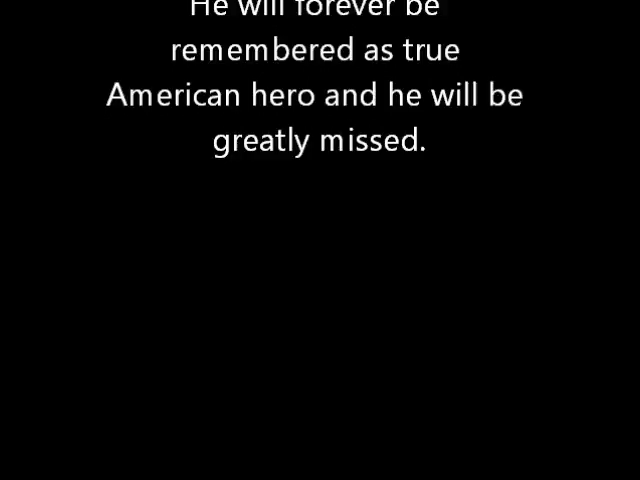 He will forever be
remembered as true
American hero and he will be
greatly missed.